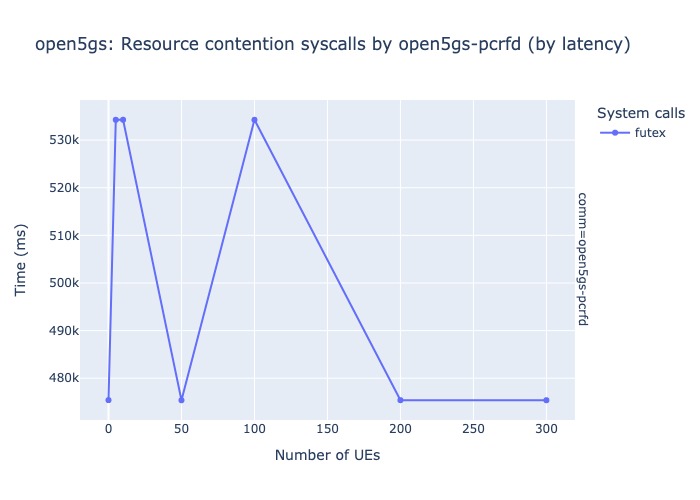 open5gs: Resource contention syscalls by open5gs-pcrfd (by latency)
System calls
futex
530k
520k
510k
500k
490k
480k
Time (ms)
comm=open5gs-pcrfd
0 50 100 150 200 250 300
Number of UEs